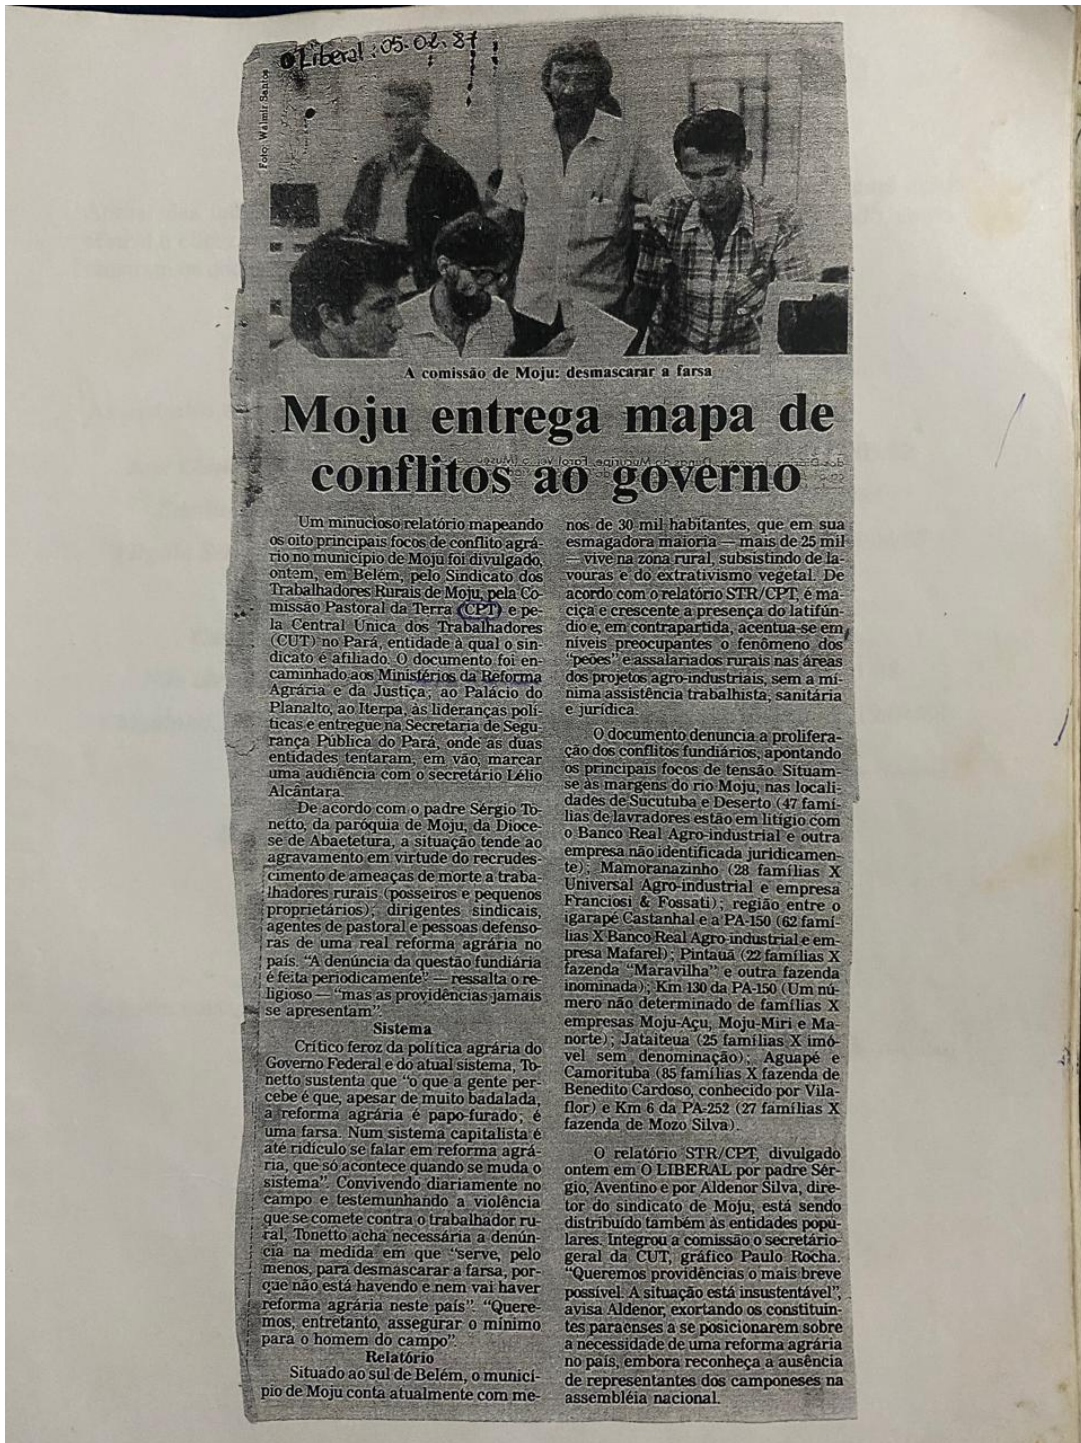 O Liberal: 05.02.87
Foto: Walmir Santos
A comissão de Moju: desmascarar a farsa
Moju entrega mapa de
conflitos ao governo
Um minucioso relatório mapeando
os oito principais focos de conflito agrá-
rio no município de Moju foi divulgado,
ontem, em Belém, pelo Sindicato dos
Trabalhadores Rurais de Moju, pela Co-
missão Pastoral da Terra (CPT) e pe-
la Central Unica dos Trabalhadores
(CUT) no Pará, entidade à qual o sin-
dicato é afiliado. O documento foi en-
caminhado aos Ministérios da Reforma
Agrária e da Justiça; ao Palácio do
Planalto, ao Iterpa, às lideranças polí-
ticas e entregue na Secretaria de Segu-
rança Pública do Pará, onde as duas
entidades tentaram, em vão, marcar
uma audiência com o secretário Lélio
Alcântara.
De acordo com o padre Sérgio To-
netto, da paróquia de Moju, da Dioce-
se de Abaetetura, a situação tende ao
agravamento em virtude do recrudes-
cimento de ameaças de morte a traba-
lhadores rurais (posseiros e pequenos
proprietários); dirigentes sindicais,
agentes de pastoral e pessoas defenso-
ras de uma real reforma agrária no
país. "A denúncia da questão fundiária
é feita periodicamente" — ressalta o re-
ligioso — "mas as providências jamais
se apresentam".
Sistema
Crítico feroz da política agrária do
Governo Federal e do atual sistema, To-
netto sustenta que "o que a gente per-
cebe é que, apesar de muito badalada,
a reforma agrária é papo-furado; é
uma farsa. Num sistema capitalista é
até ridículo se falar em reforma agrá-
ria, que só acontece quando se muda o
sistema". Convivendo diariamente no
campo e testemunhando a violência
que se comete contra o trabalhador ru-
ral, Tonetto acha necessária a denún-
cia na medida em que "serve, pelo
menos, para desmascarar a farsa, por-
que não está havendo e nem vai haver
reforma agrária neste país". "Quere-
mos, entretanto, assegurar o mínimo
para o homem do campo".
Relatório
Situado ao sul de Belém, o municí-
pio de Moju conta atualmente com me-
nos de 30 mil habitantes, que em sua
esmagadora maioria — mais de 25 mil
— vive na zona rural, subsistindo de la-
vouras e do extrativismo vegetal. De
acordo com o relatório STR/CPT, é ma-
ciça e crescente a presença do latifún-
dio e, em contrapartida, acentua-se em
níveis preocupantes o fenômeno dos
"peões" e assalariados rurais nas áreas
dos projetos agro-industriais, sem a mí-
nima assistência trabalhista, sanitária
e jurídica.
O documento denuncia a prolifera-
ção dos conflitos fundiários, apontando
os principais focos de tensão. Situam-
se às margens do rio Moju, nas locali-
dades de Sucutuba e Deserto (47 famí-
lias de lavradores estão em litígio com
o Banco Real Agro-industrial e outra
empresa não identificada juridicamen-
te); Mamoranazinho (28 famílias X
Universal Agro-industrial e empresa
Franciosi & Fossati); região entre o
igarapé Castanhal e a PA-150 (62 famí-
lias X Banco Real Agro-industrial e em-
presa Mafarel); Pintauã (22 famílias X
fazenda "Maravilha" e outra fazenda
inominada); Km 130 da PA-150 (Um nú-
mero não determinado de famílias X
empresas Moju-Açu, Moju-Miri e Ma-
norte); Jataiteua (25 famílias X imó-
vel sem denominação); Aguapé e
Camorituba (85 famílias X fazenda de
Benedito Cardoso, conhecido por Vila-
flor) e Km 6 da PA-252 (27 famílias X
fazenda de Mozo Silva).
O relatório STR/CPT, divulgado
ontem em O LIBERAL por padre Sér-
gio, Aventino e por Aldenor Silva, dire-
tor do sindicato de Moju, está sendo
distribuído também às entidades popu-
lares. Integrou a comissão o secretário-
geral da CUT, gráfico Paulo Rocha.
"Queremos providências o mais breve
possível. A situação está insustentável",
avisa Aldenor, exortando os constituin-
tes paraenses a se posicionarem sobre
a necessidade de uma reforma agrária
no país, embora reconheça a ausência
de representantes dos camponeses na
assembléia nacional.